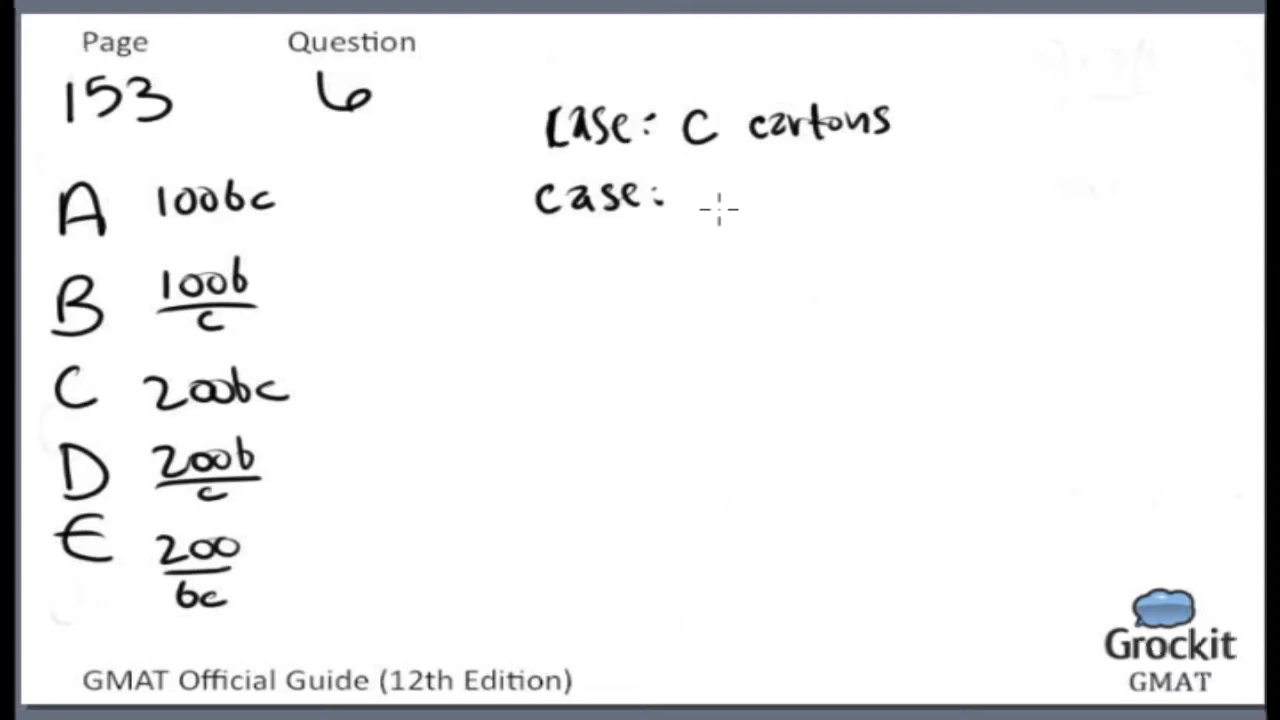 Page Question
153 6
case: C cartons
case:
A 100bc
B 100b/c
C 200bc
D 200b/c
E 200/bc
Grockit
GMAT
GMAT Official Guide (12th Edition)